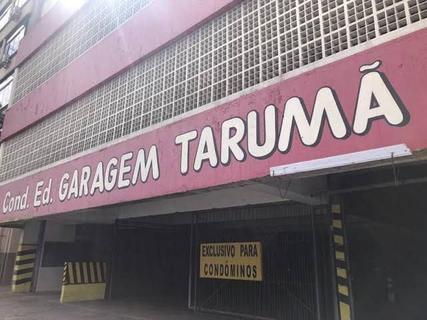 Cond. Ed. GARAGEM TARUMÃ
EXCLUSIVO PARA
CONDÔMINOS